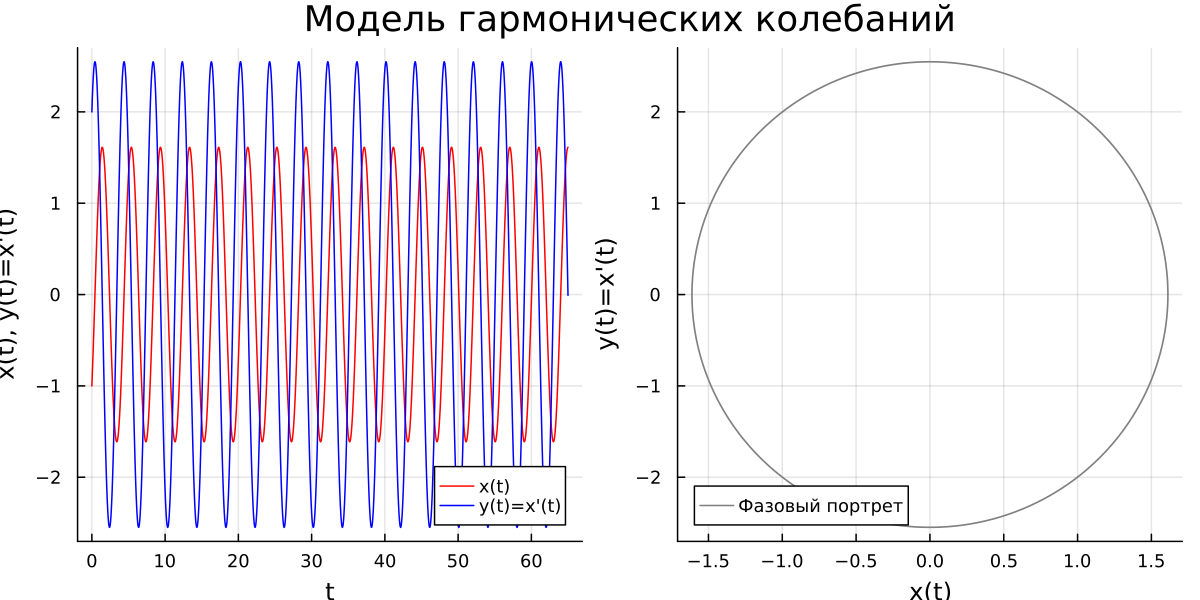 Модель гармонических колебаний
x(t), y(t)=x'(t)
2
1
0
−1
−2
0 10 20 30 40 50 60
t
x(t)
y(t)=x'(t)
y(t)=x'(t)
2
1
0
−1
−2
−1.5 −1.0 −0.5 0.0 0.5 1.0 1.5
x(t)
Фазовый портрет